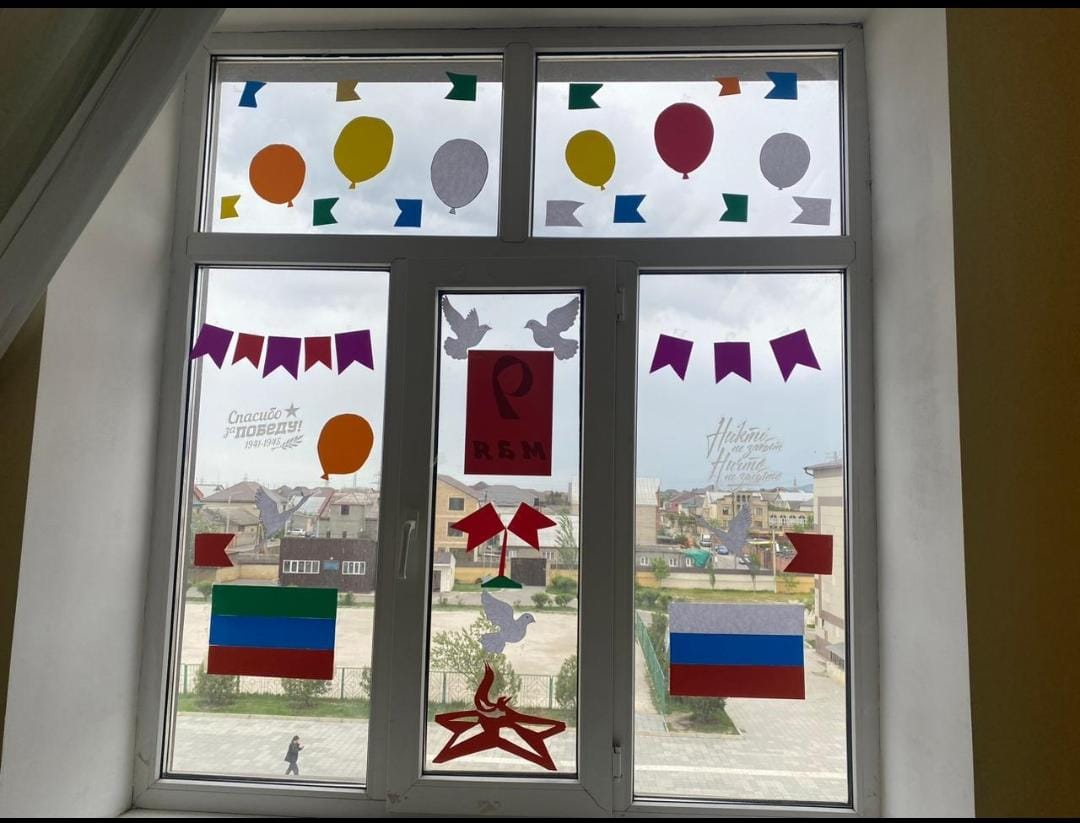 Спасибо
за ПОБЕДУ!
1941-1945
Р
R&M
Никто
не забыт
Ничто
не забыто